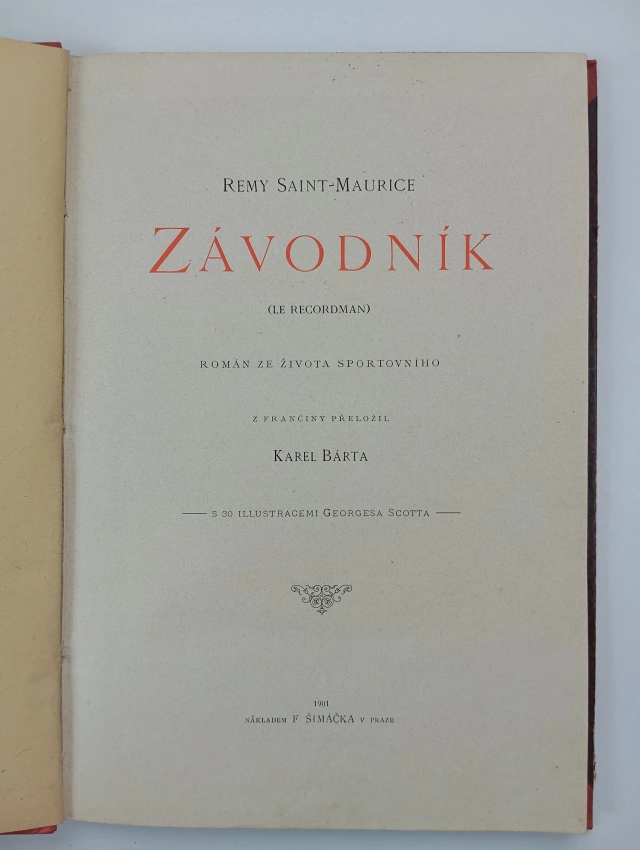 REMY SAINT-MAURICE
ZÁVODNÍK
(LE RECORDMAN)
ROMÁN ZE ŽIVOTA SPORTOVNÍHO
Z FRANČINY PŘELOŽIL
KAREL BÁRTA
S 30 ILLUSTRACEMI GEORGESA SCOTTA
1901
NÁKLADEM F ŠIMÁČKA V PRAZE